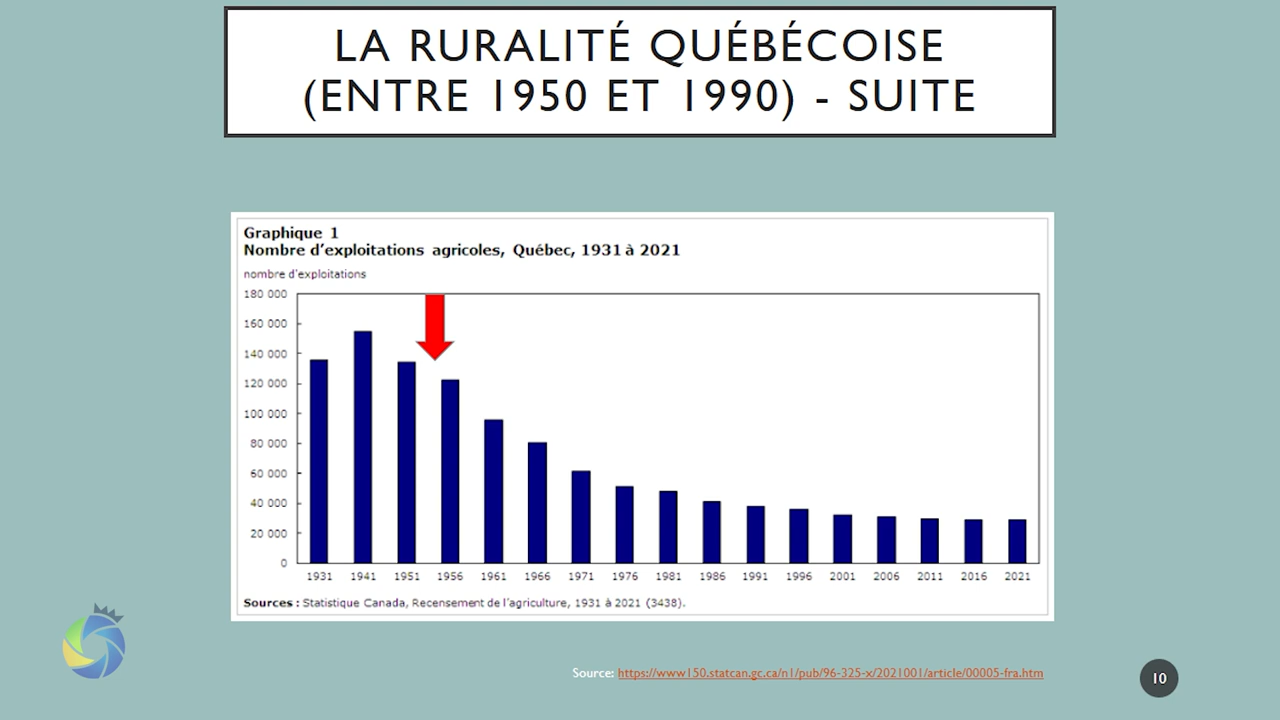 LA RURALITÉ QUÉBÉCOISE
(ENTRE 1950 ET 1990) - SUITE
Graphique 1
Nombre d'exploitations agricoles, Québec, 1931 à 2021
nombre d'exploitations
180 000
160 000
140 000
120 000
100 000
80 000
60 000
40 000
20 000
0
1931 1941 1951 1956 1961 1966 1971 1976 1981 1986 1991 1996 2001 2006 2011 2016 2021
Sources : Statistique Canada, Recensement de l'agriculture, 1931 à 2021 (3438).
Source: https://www150.statcan.gc.ca/n1/pub/96-325-x/2021001/article/00005-fra.htm
10